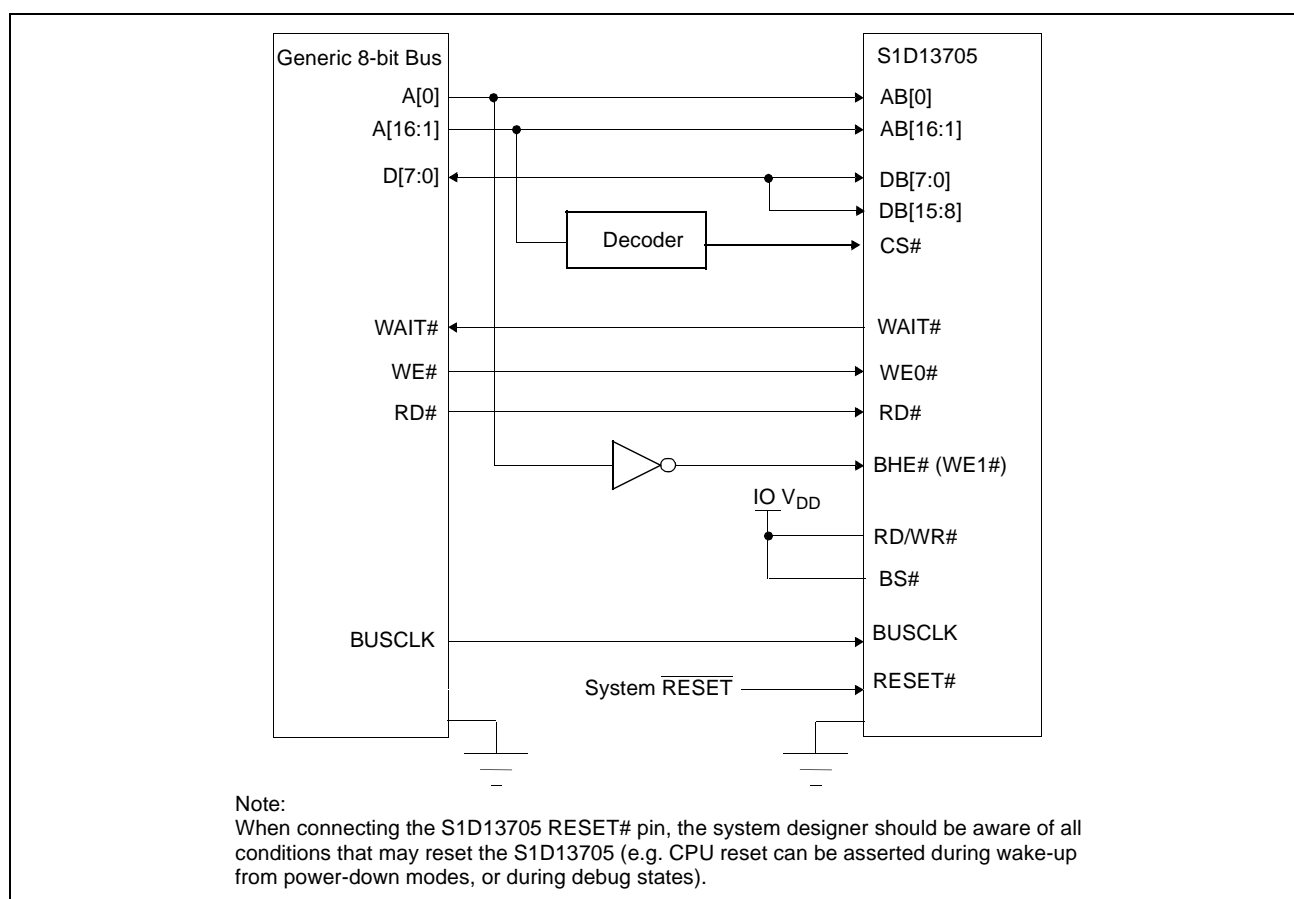 Generic 8-bit Bus
S1D13705
A[0]
AB[0]
A[16:1]
AB[16:1]
D[7:0]
DB[7:0]
DB[15:8]
Decoder
CS#
WAIT#
WAIT#
WE#
WE0#
RD#
RD#
BHE# (WE1#)
IO VDD
RD/WR#
BS#
BUSCLK
BUSCLK
System RESET
RESET#
Note:
When connecting the S1D13705 RESET# pin, the system designer should be aware of all
conditions that may reset the S1D13705 (e.g. CPU reset can be asserted during wake-up
from power-down modes, or during debug states).